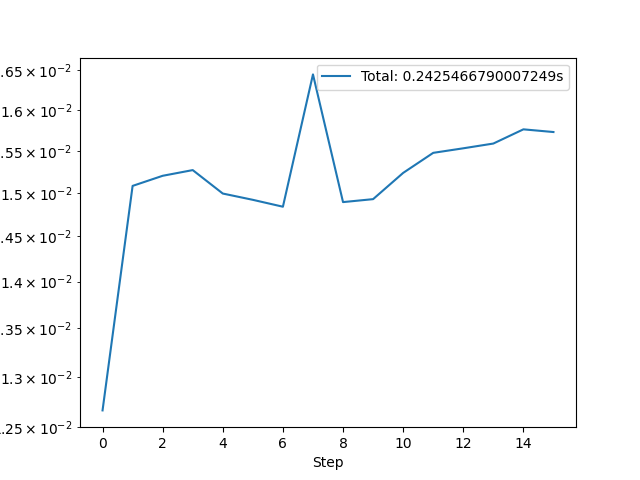 Total: 0.2425466790007249s
.65 × 10⁻²
1.6 × 10⁻²
.55 × 10⁻²
1.5 × 10⁻²
.45 × 10⁻²
1.4 × 10⁻²
.35 × 10⁻²
1.3 × 10⁻²
.25 × 10⁻²
0 2 4 6 8 10 12 14
Step